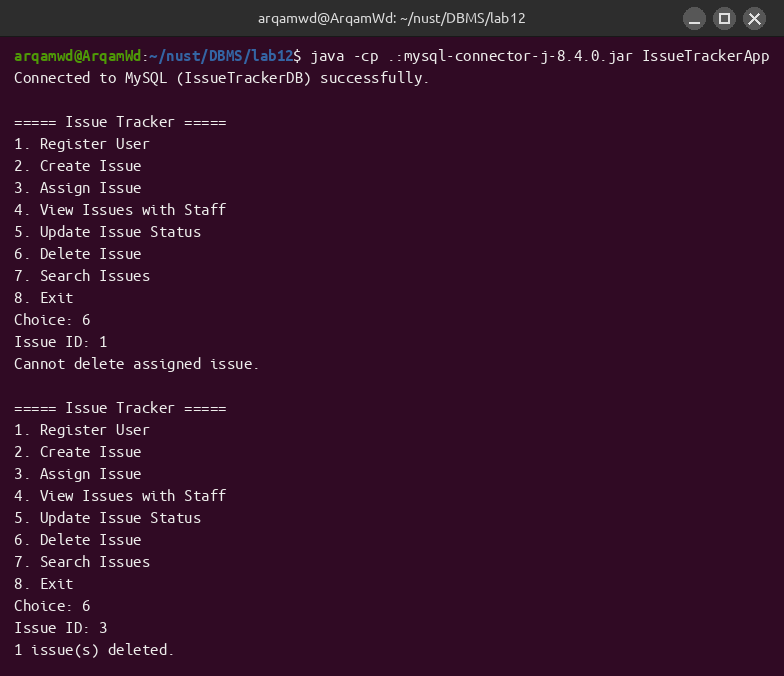 arqamwd@ArqamWd: ~/nust/DBMS/lab12
arqamwd@ArqamWd:~/nust/DBMS/lab12$ java -cp .:mysql-connector-j-8.4.0.jar IssueTrackerApp
Connected to MySQL (IssueTrackerDB) successfully.
===== Issue Tracker =====
1. Register User
2. Create Issue
3. Assign Issue
4. View Issues with Staff
5. Update Issue Status
6. Delete Issue
7. Search Issues
8. Exit
Choice: 6
Issue ID: 1
Cannot delete assigned issue.
===== Issue Tracker =====
1. Register User
2. Create Issue
3. Assign Issue
4. View Issues with Staff
5. Update Issue Status
6. Delete Issue
7. Search Issues
8. Exit
Choice: 6
Issue ID: 3
1 issue(s) deleted.